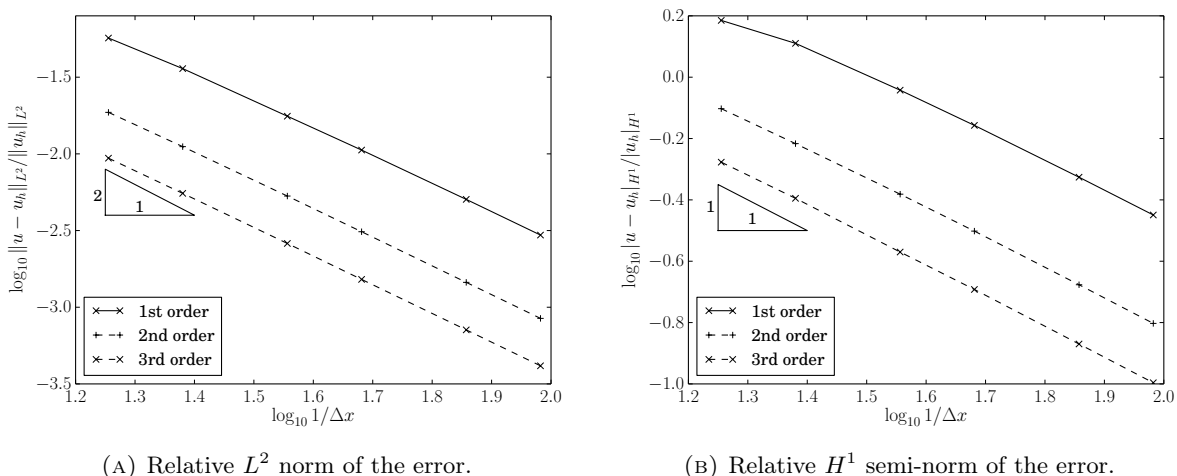 −1.5
−2.0
−2.5
−3.0
−3.5
log₁₀ ‖u − u_h‖_{L²}/‖u_h‖_{L²}
2
1
1st order
2nd order
3rd order
1.2 1.3 1.4 1.5 1.6 1.7 1.8 1.9 2.0
log₁₀ 1/Δx
(A) Relative L² norm of the error.
0.2
0.0
−0.2
−0.4
−0.6
−0.8
−1.0
log₁₀ |u − u_h|_{H¹}/|u_h|_{H¹}
1
1
1st order
2nd order
3rd order
1.2 1.3 1.4 1.5 1.6 1.7 1.8 1.9 2.0
log₁₀ 1/Δx
(B) Relative H¹ semi-norm of the error.